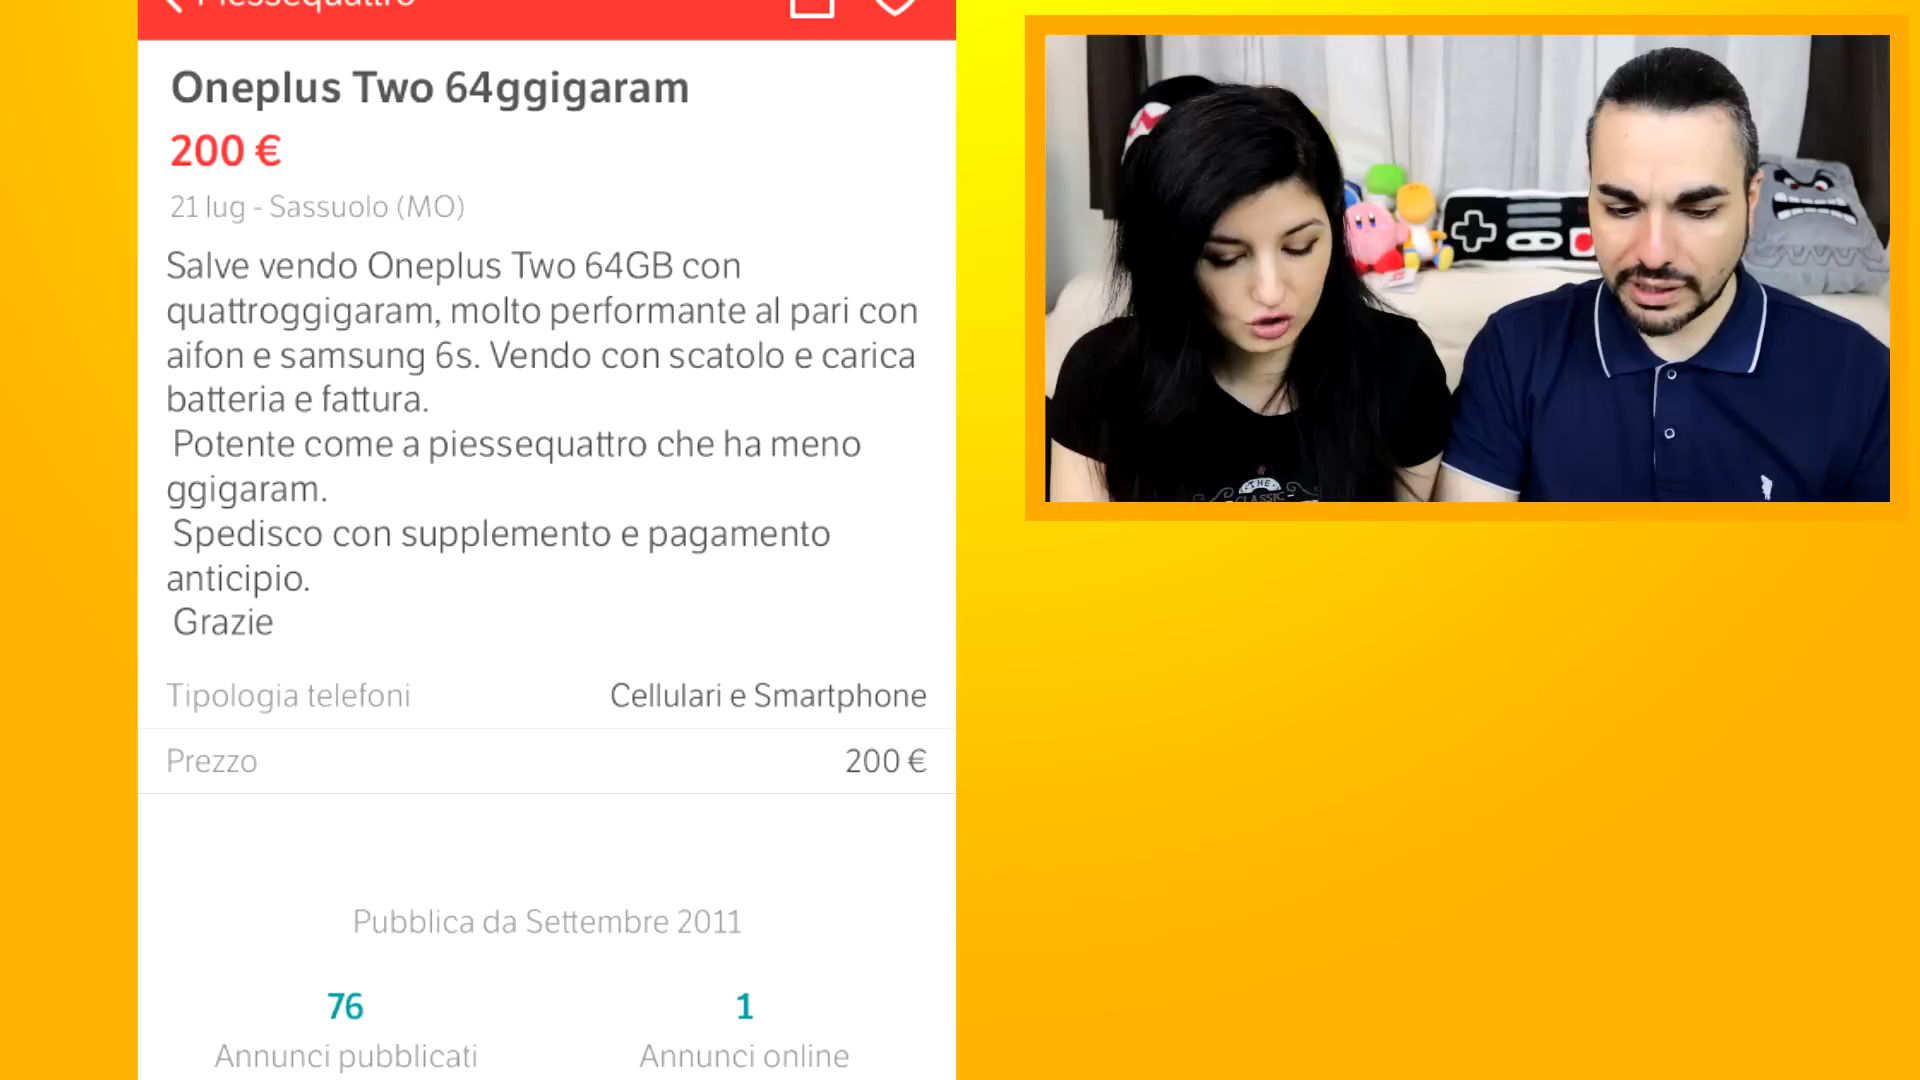 Piessequattro
Oneplus Two 64ggigaram
200 €
21 lug - Sassuolo (MO)
Salve vendo Oneplus Two 64GB con
quattroggigaram, molto performante al pari con
aifon e samsung 6s. Vendo con scatolo e carica
batteria e fattura.
Potente come a piessequattro che ha meno
ggigaram.
Spedisco con supplemento e pagamento
anticipio.
Grazie
Tipologia telefoni Cellulari e Smartphone
Prezzo 200 €
Pubblica da Settembre 2011
76 1
Annunci pubblicati Annunci online
THE
CLASSIC